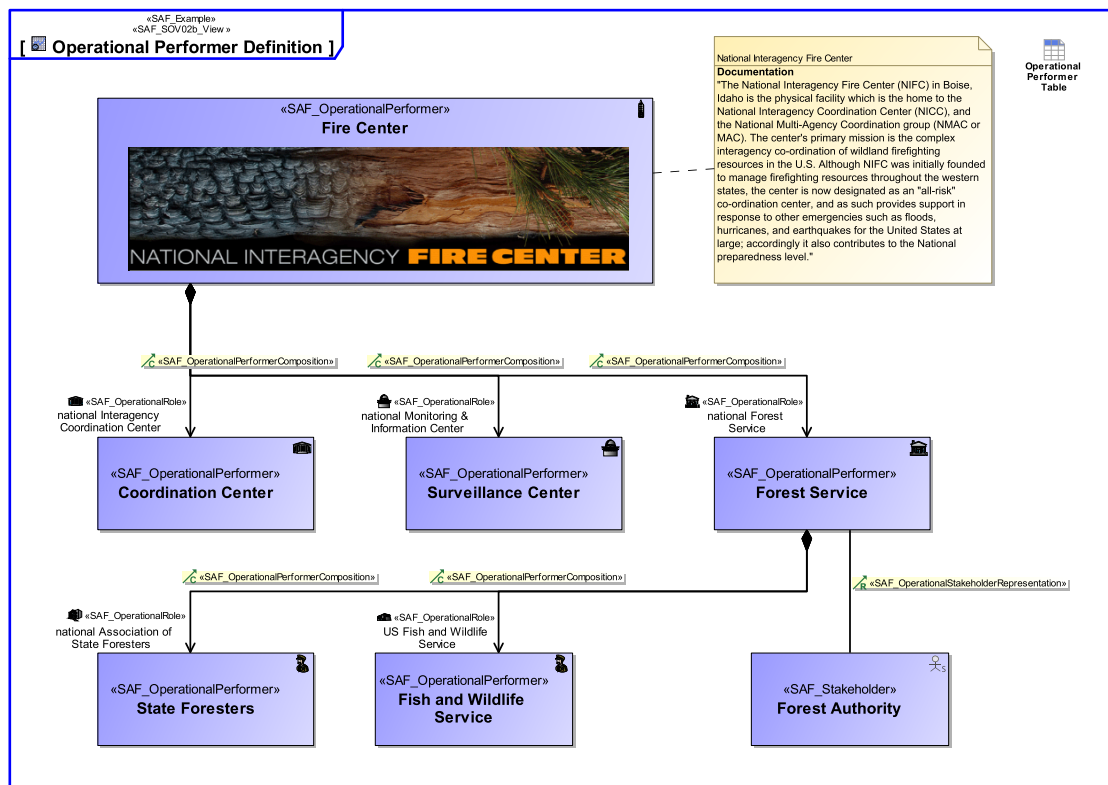 «SAF_Example»
«SAF_SOV02b_View »
[ Operational Performer Definition ]
National Interagency Fire Center
Documentation
"The National Interagency Fire Center (NIFC) in Boise,
Idaho is the physical facility which is the home to the
National Interagency Coordination Center (NICC), and
the National Multi-Agency Coordination group (NMAC or
MAC). The center's primary mission is the complex
interagency co-ordination of wildland firefighting
resources in the U.S. Although NIFC was initially founded
to manage firefighting resources throughout the western
states, the center is now designated as an "all-risk"
co-ordination center, and as such provides support in
response to other emergencies such as floods,
hurricanes, and earthquakes for the United States at
large; accordingly it also contributes to the National
preparedness level."
Operational
Performer
Table
«SAF_OperationalPerformer»
Fire Center
NATIONAL INTERAGENCY FIRE CENTER
«SAF_OperationalPerformerComposition»
«SAF_OperationalPerformerComposition»
«SAF_OperationalPerformerComposition»
C
C
C
«SAF_OperationalRole»
national Interagency
Coordination Center
«SAF_OperationalRole»
national Monitoring &
Information Center
«SAF_OperationalRole»
national Forest
Service
«SAF_OperationalPerformer»
Coordination Center
«SAF_OperationalPerformer»
Surveillance Center
«SAF_OperationalPerformer»
Forest Service
C
«SAF_OperationalPerformerComposition»
C
«SAF_OperationalPerformerComposition»
R
«SAF_OperationalStakeholderRepresentation»
«SAF_OperationalRole»
national Association of
State Foresters
«SAF_OperationalRole»
US Fish and Wildlife
Service
«SAF_OperationalPerformer»
State Foresters
«SAF_OperationalPerformer»
Fish and Wildlife
Service
S
«SAF_Stakeholder»
Forest Authority